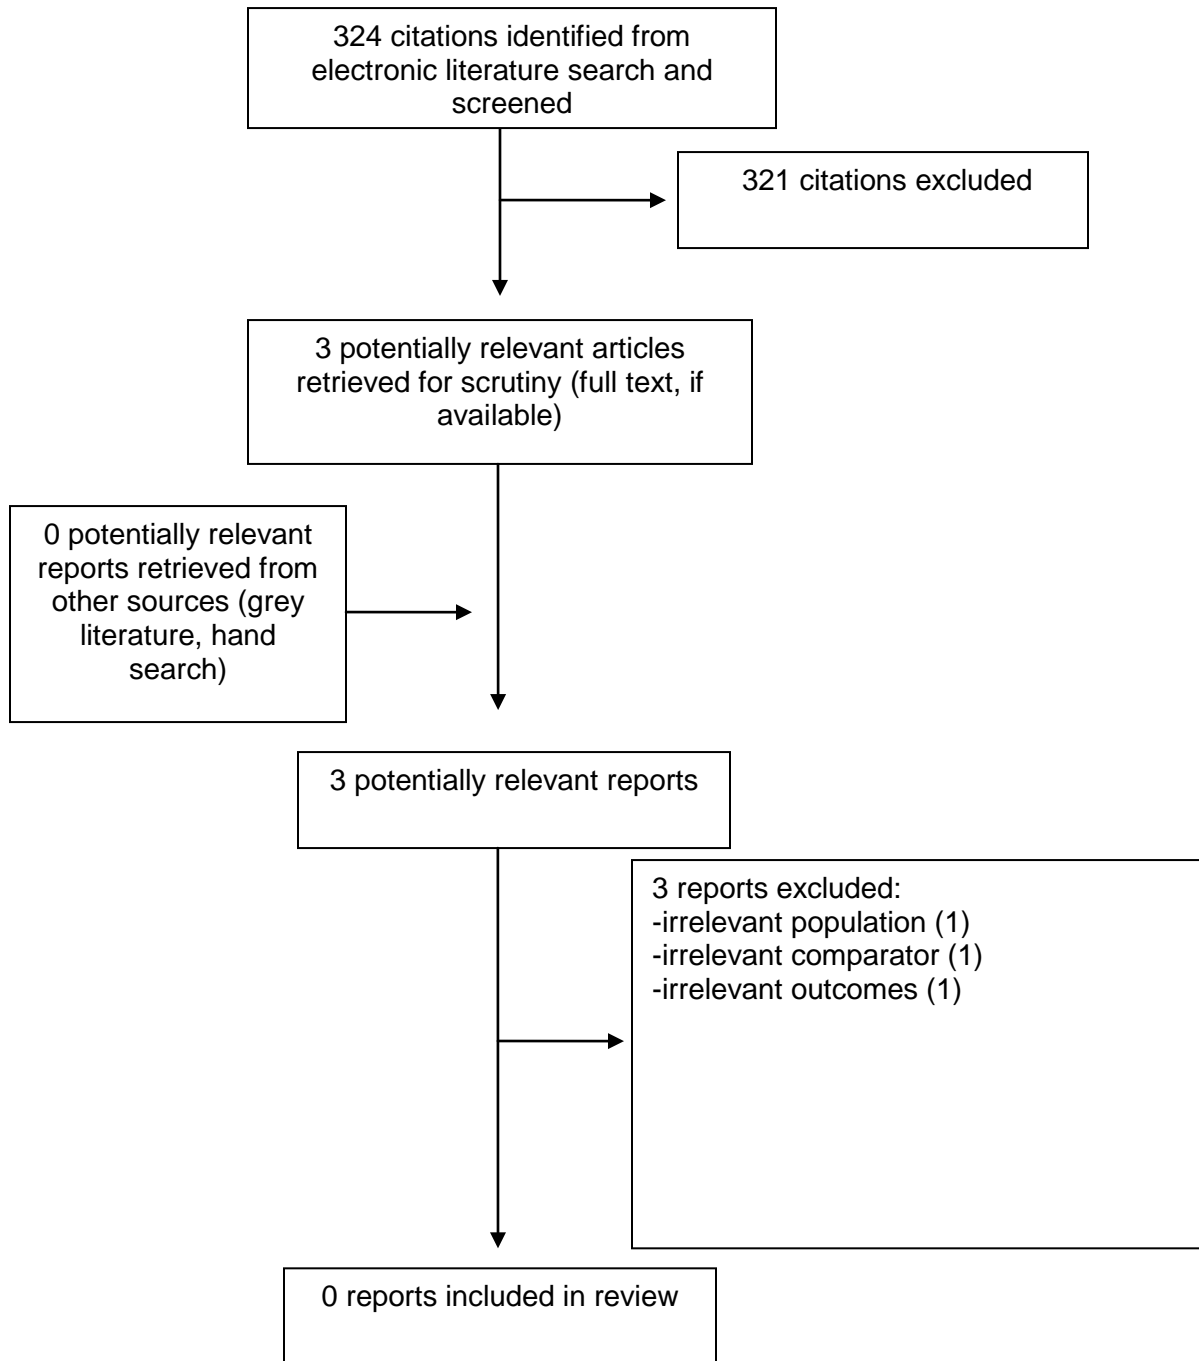 324 citations identified from
electronic literature search and
screened
321 citations excluded
3 potentially relevant articles
retrieved for scrutiny (full text, if
available)
0 potentially relevant
reports retrieved from
other sources (grey
literature, hand
search)
3 potentially relevant reports
3 reports excluded:
-irrelevant population (1)
-irrelevant comparator (1)
-irrelevant outcomes (1)
0 reports included in review